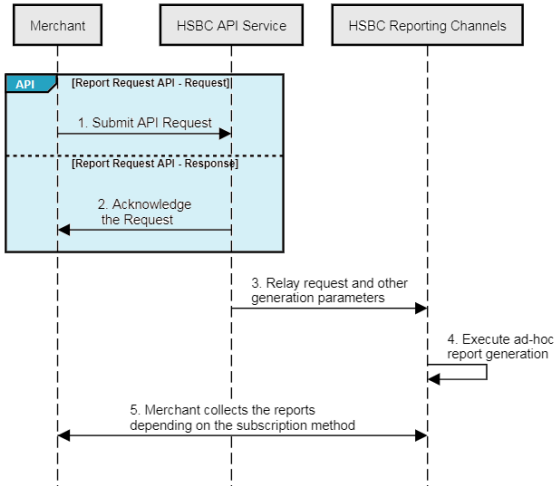 Merchant
HSBC API Service
HSBC Reporting Channels
API
[Report Request API - Request]
1. Submit API Request
[Report Request API - Response]
2. Acknowledge
the Request
3. Relay request and other
generation parameters
4. Execute ad-hoc
report generation
5. Merchant collects the reports
depending on the subscription method